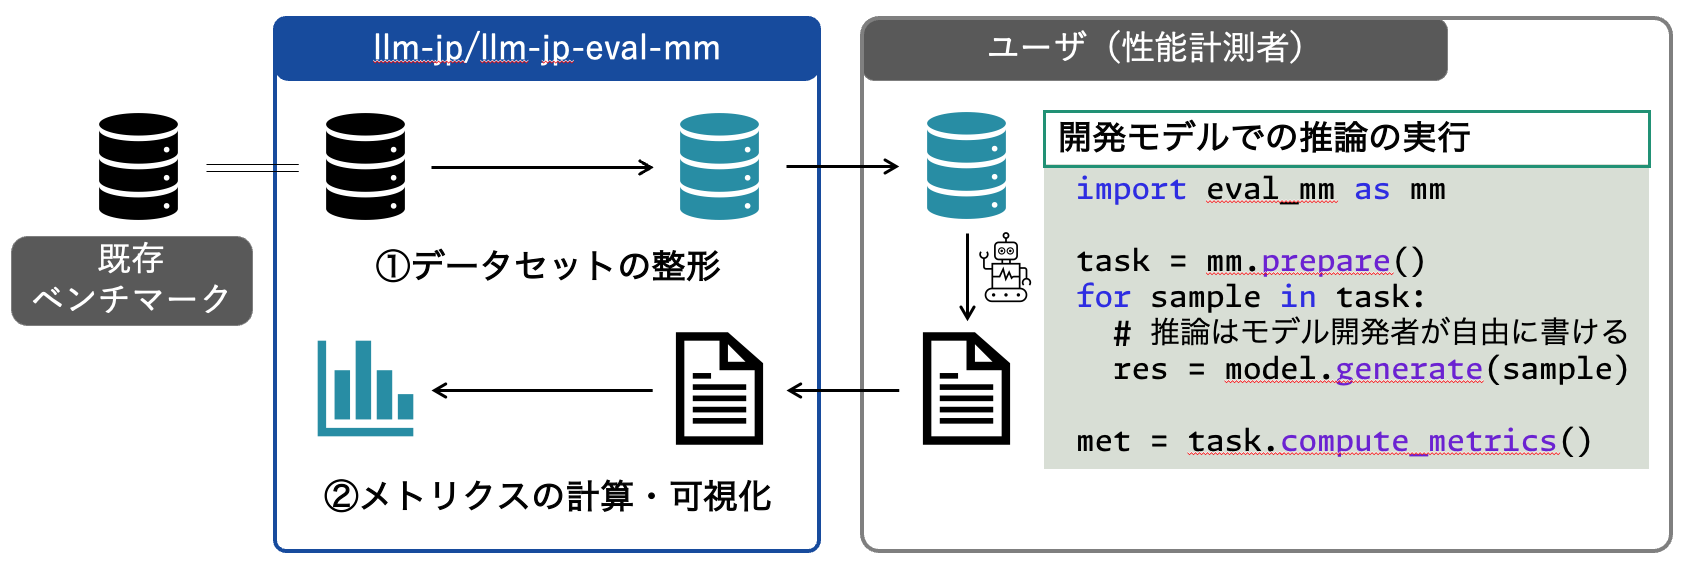 llm-jp/llm-jp-eval-mm
ユーザ（性能計測者）
既存
ベンチマーク
①データセットの整形
②メトリクスの計算・可視化
開発モデルでの推論の実行
import eval_mm as mm
task = mm.prepare()
for sample in task:
# 推論はモデル開発者が自由に書ける
res = model.generate(sample)
met = task.compute_metrics()